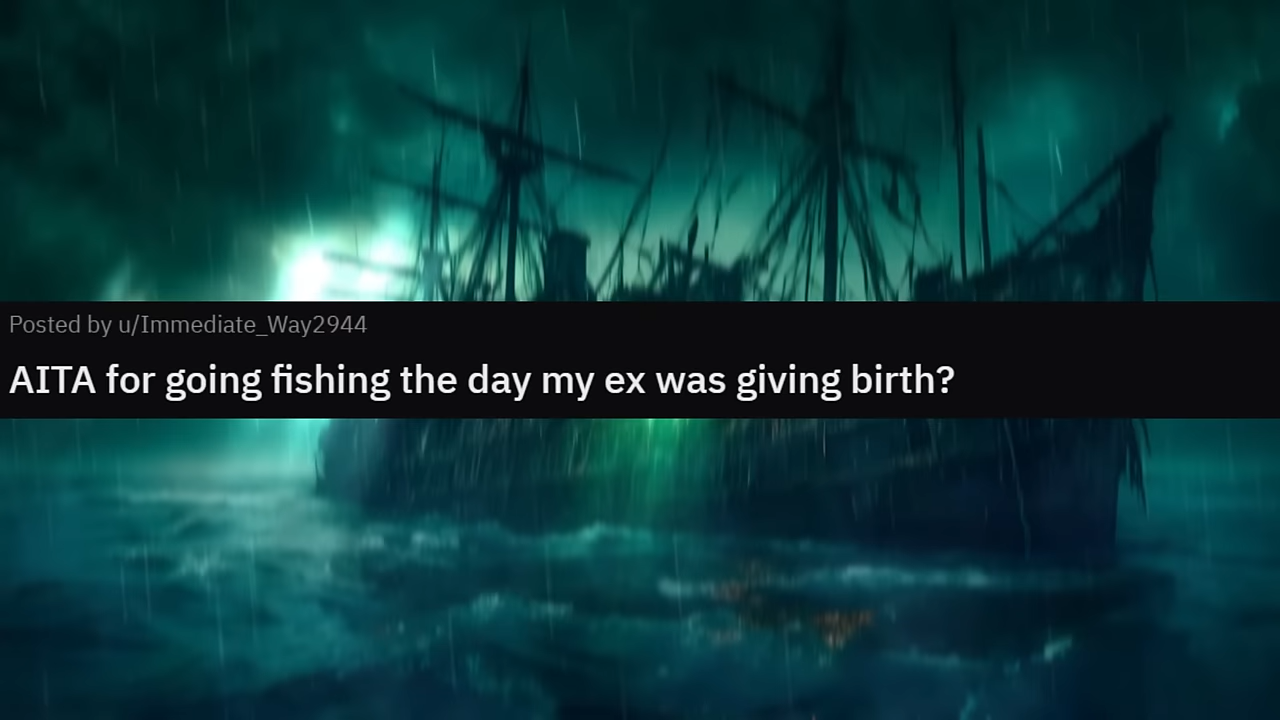 Posted by u/Immediate_Way2944
AITA for going fishing the day my ex was giving birth?